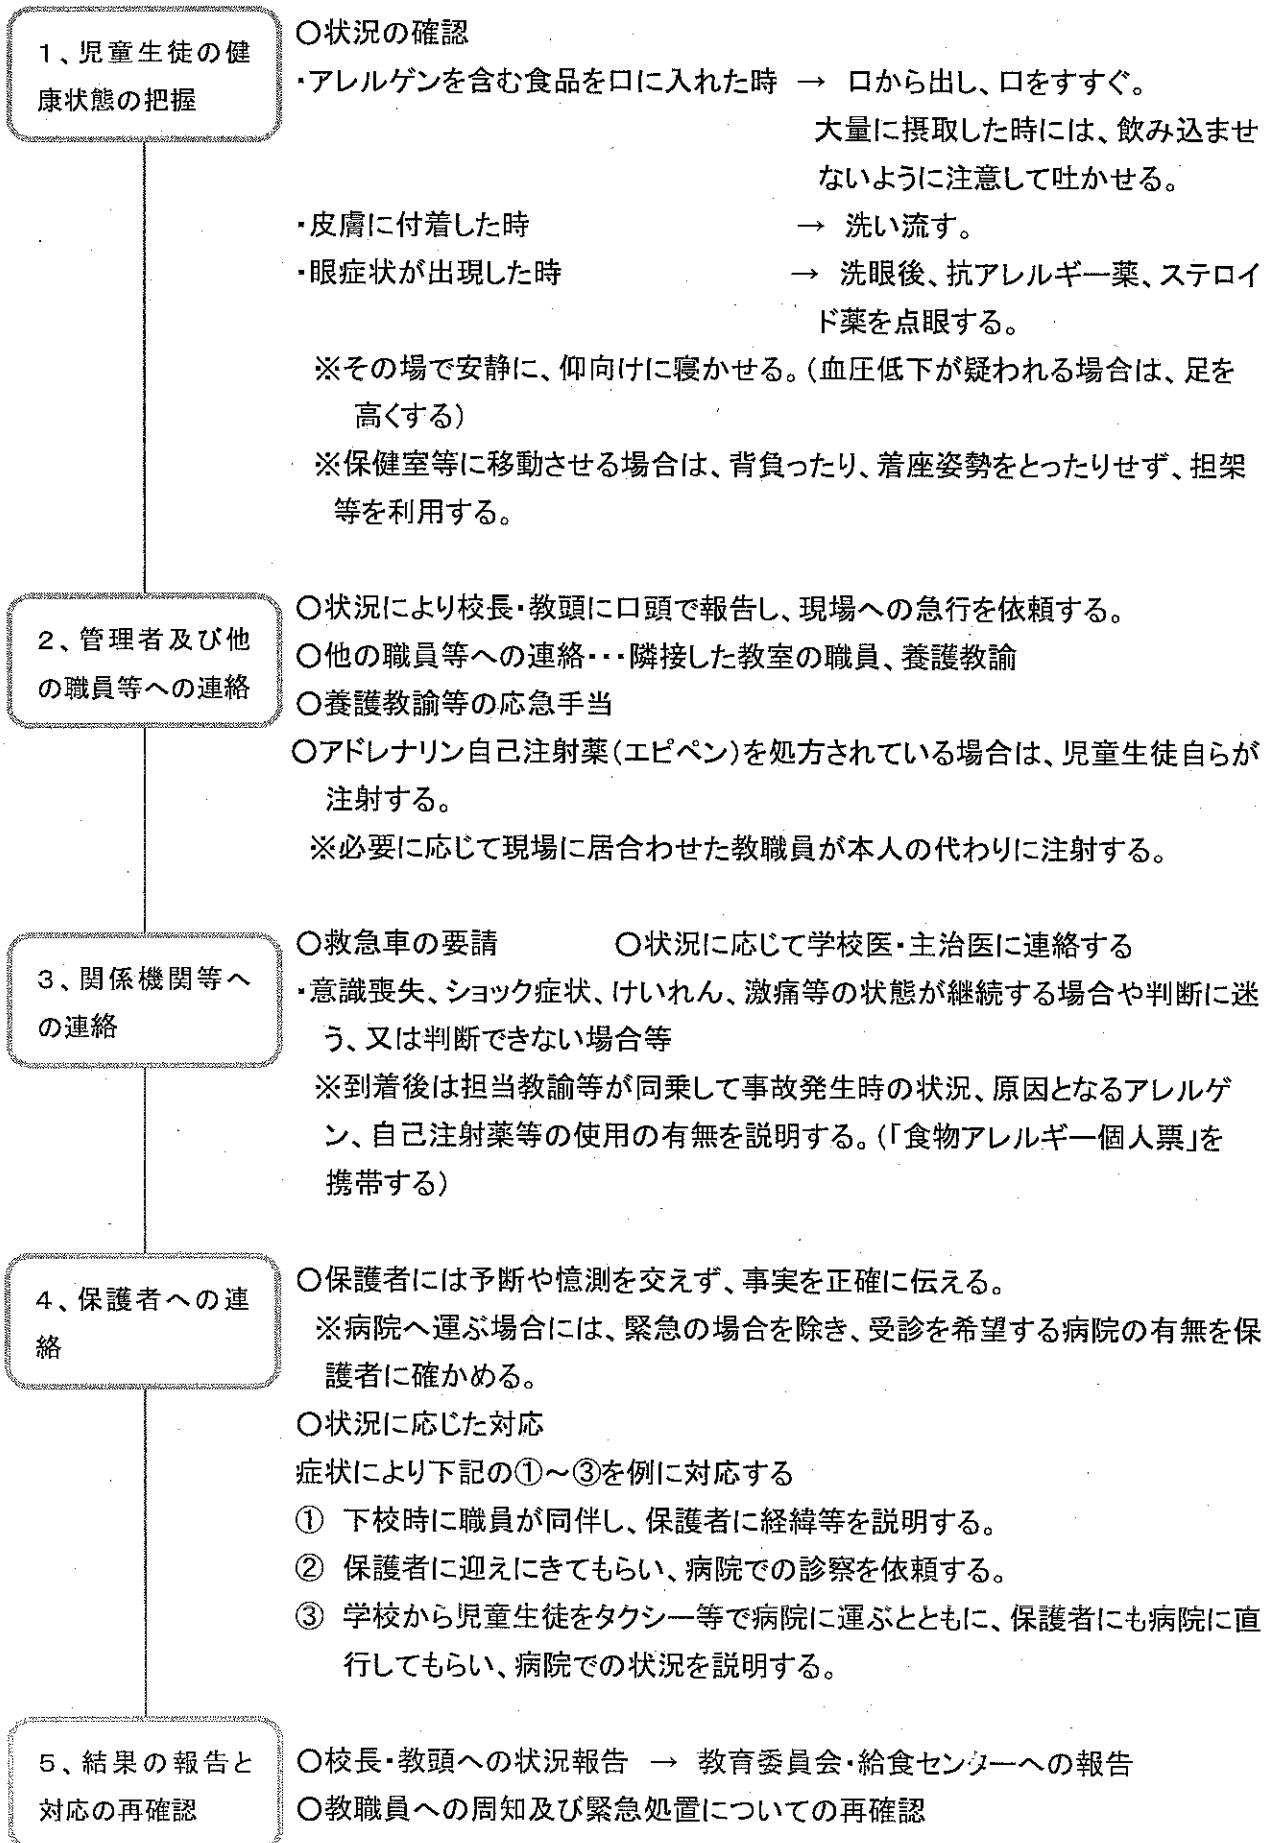 1、児童生徒の健
康状態の把握
〇状況の確認
・アレルゲンを含む食品を口に入れた時 → 口から出し、口をすすぐ。
大量に摂取した時には、飲み込ませ
ないように注意して吐かせる。
・皮膚に付着した時 → 洗い流す。
・眼症状が出現した時 → 洗眼後、抗アレルギー薬、ステロイ
ド薬を点眼する。
※その場で安静に、仰向けに寝かせる。(血圧低下が疑われる場合は、足を
高くする)
※保健室等に移動させる場合は、背負ったり、着座姿勢をとったりせず、担架
等を利用する。
2、管理者及び他
の職員等への連絡
〇状況により校長・教頭に口頭で報告し、現場への急行を依頼する。
〇他の職員等への連絡・・・隣接した教室の職員、養護教諭
〇養護教諭等の応急手当
〇アドレナリン自己注射薬(エピペン)を処方されている場合は、児童生徒自らが
注射する。
※必要に応じて現場に居合わせた教職員が本人の代わりに注射する。
3、関係機関等へ
の連絡
〇救急車の要請 〇状況に応じて学校医・主治医に連絡する
・意識喪失、ショック症状、けいれん、激痛等の状態が継続する場合や判断に迷
う、又は判断できない場合等
※到着後は担当教諭等が同乗して事故発生時の状況、原因となるアレルゲ
ン、自己注射薬等の使用の有無を説明する。(「食物アレルギー個人票」を
携帯する)
4、保護者への連
絡
〇保護者には予断や憶測を交えず、事実を正確に伝える。
※病院へ運ぶ場合には、緊急の場合を除き、受診を希望する病院の有無を保
護者に確かめる。
〇状況に応じた対応
症状により下記の①～③を例に対応する
① 下校時に職員が同伴し、保護者に経緯等を説明する。
② 保護者に迎えにきてもらい、病院での診察を依頼する。
③ 学校から児童生徒をタクシー等で病院に運ぶとともに、保護者にも病院に直
行してもらい、病院での状況を説明する。
5、結果の報告と
対応の再確認
〇校長・教頭への状況報告 → 教育委員会・給食センターへの報告
〇教職員への周知及び緊急処置についての再確認